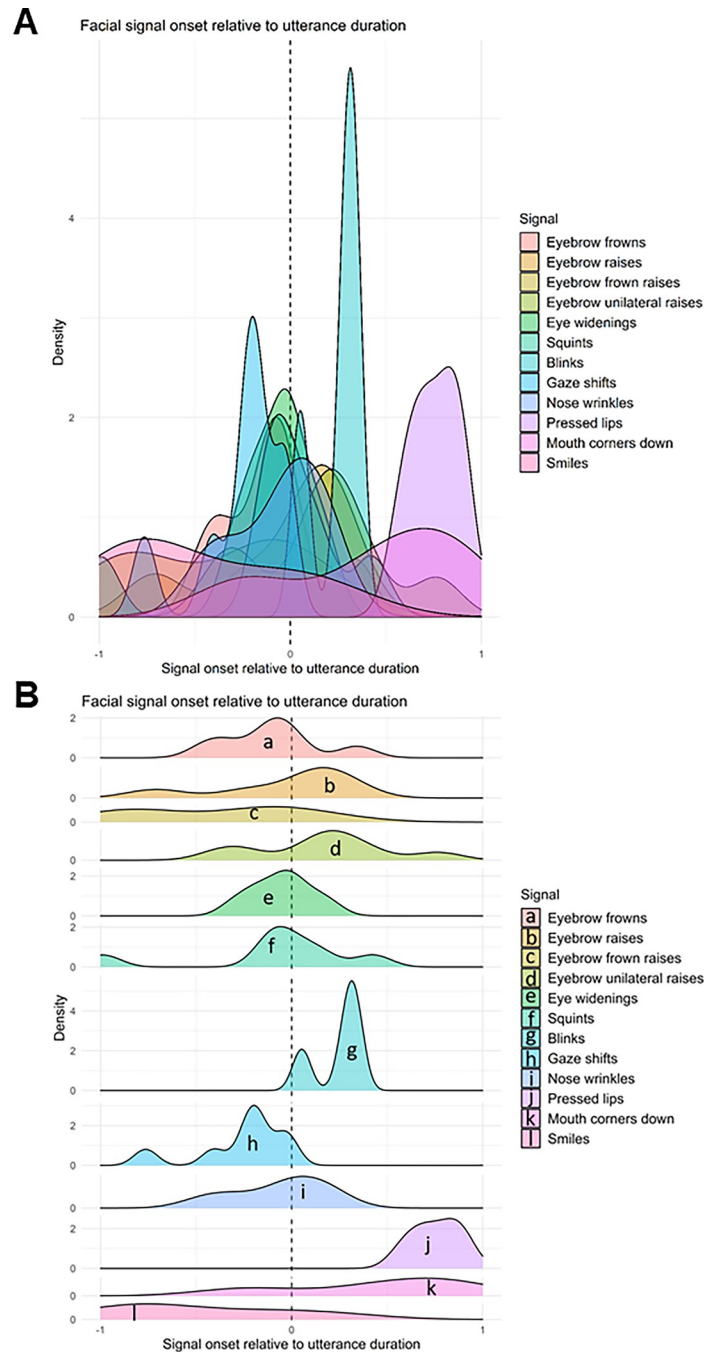 A
Facial signal onset relative to utterance duration
Density
4
2
0
-1
0
1
Signal onset relative to utterance duration
Signal
Eyebrow frowns
Eyebrow raises
Eyebrow frown raises
Eyebrow unilateral raises
Eye widenings
Squints
Blinks
Gaze shifts
Nose wrinkles
Pressed lips
Mouth corners down
Smiles
B
Facial signal onset relative to utterance duration
Density
2
a
0
b
0
c
0
d
0
2
e
0
2
f
0
4
2
g
0
2
h
0
i
0
2
j
0
k
0
l
0
-1
0
1
Signal onset relative to utterance duration
Signal
a Eyebrow frowns
b Eyebrow raises
c Eyebrow frown raises
d Eyebrow unilateral raises
e Eye widenings
f Squints
g Blinks
h Gaze shifts
i Nose wrinkles
j Pressed lips
k Mouth corners down
l Smiles